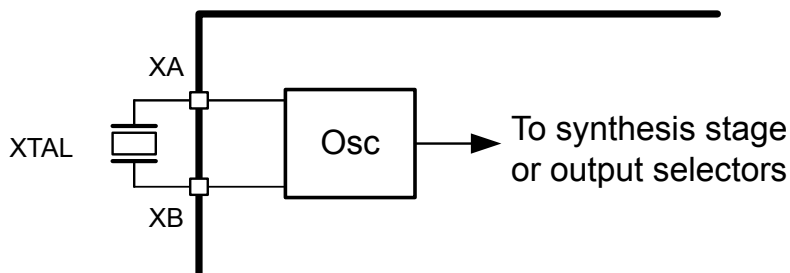 XA
XTAL
Osc
To synthesis stage
or output selectors
XB